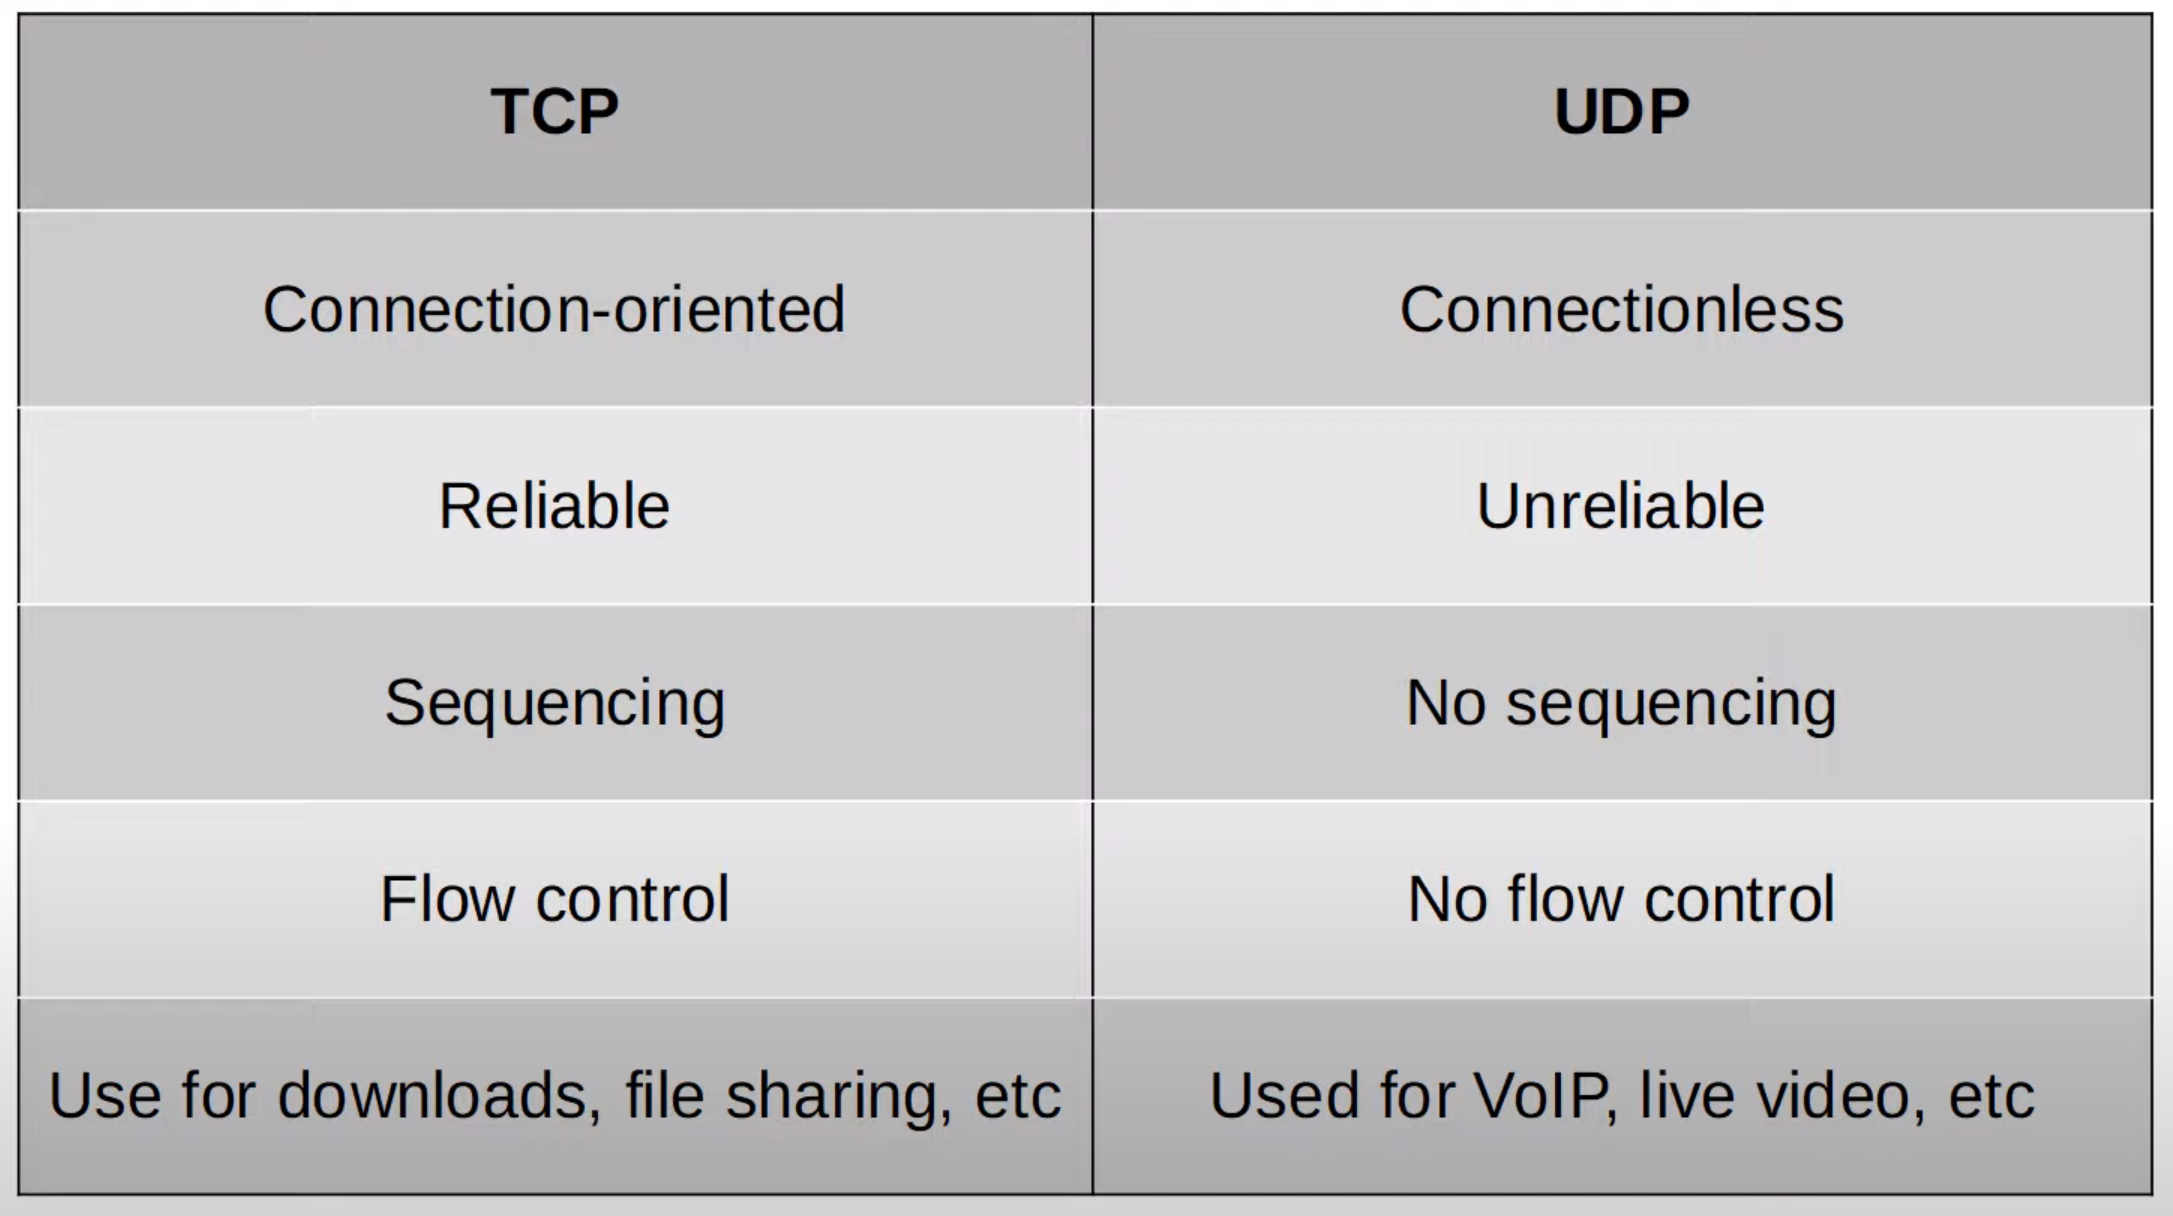 TCP
UDP
Connection-oriented
Connectionless
Reliable
Unreliable
Sequencing
No sequencing
Flow control
No flow control
Use for downloads, file sharing, etc
Used for VoIP, live video, etc